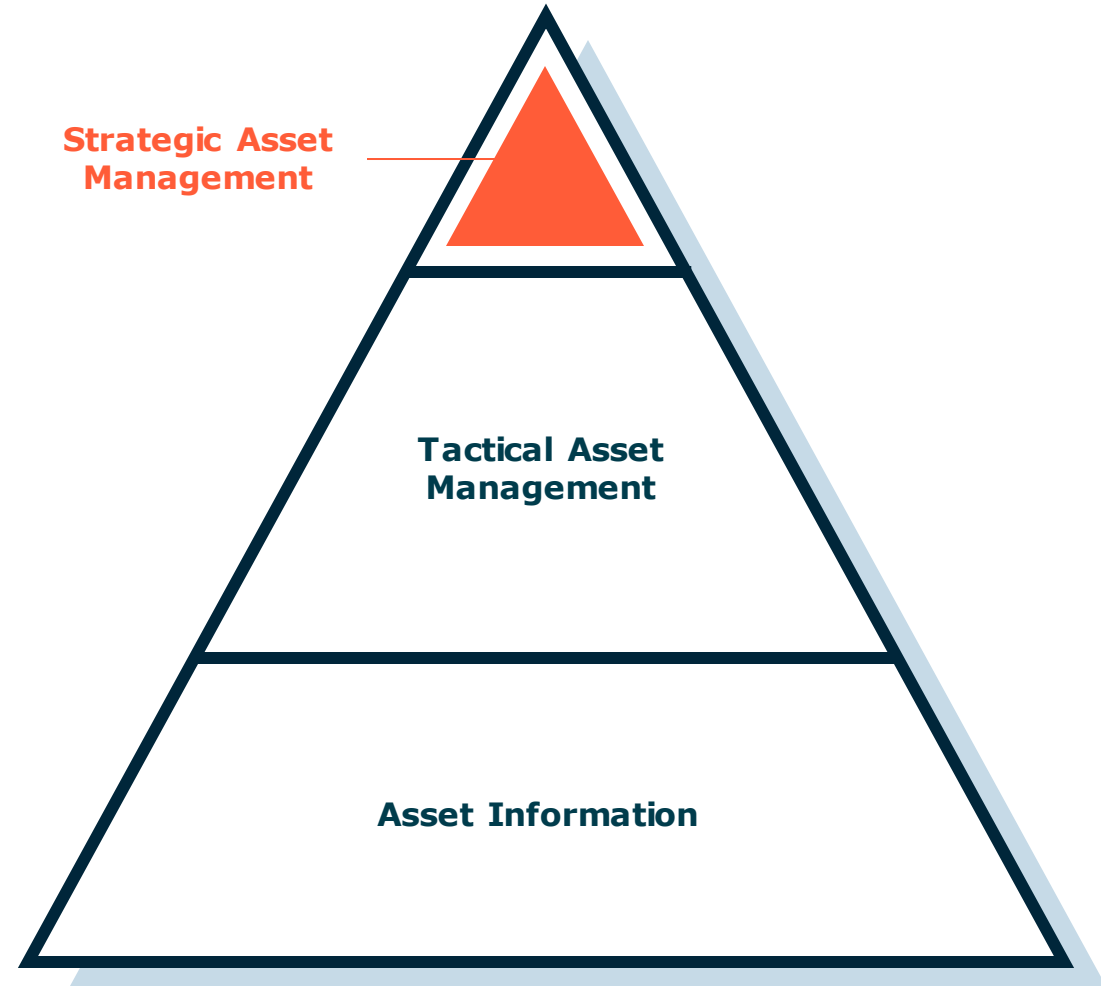 Strategic Asset
Management
Tactical Asset
Management
Asset Information